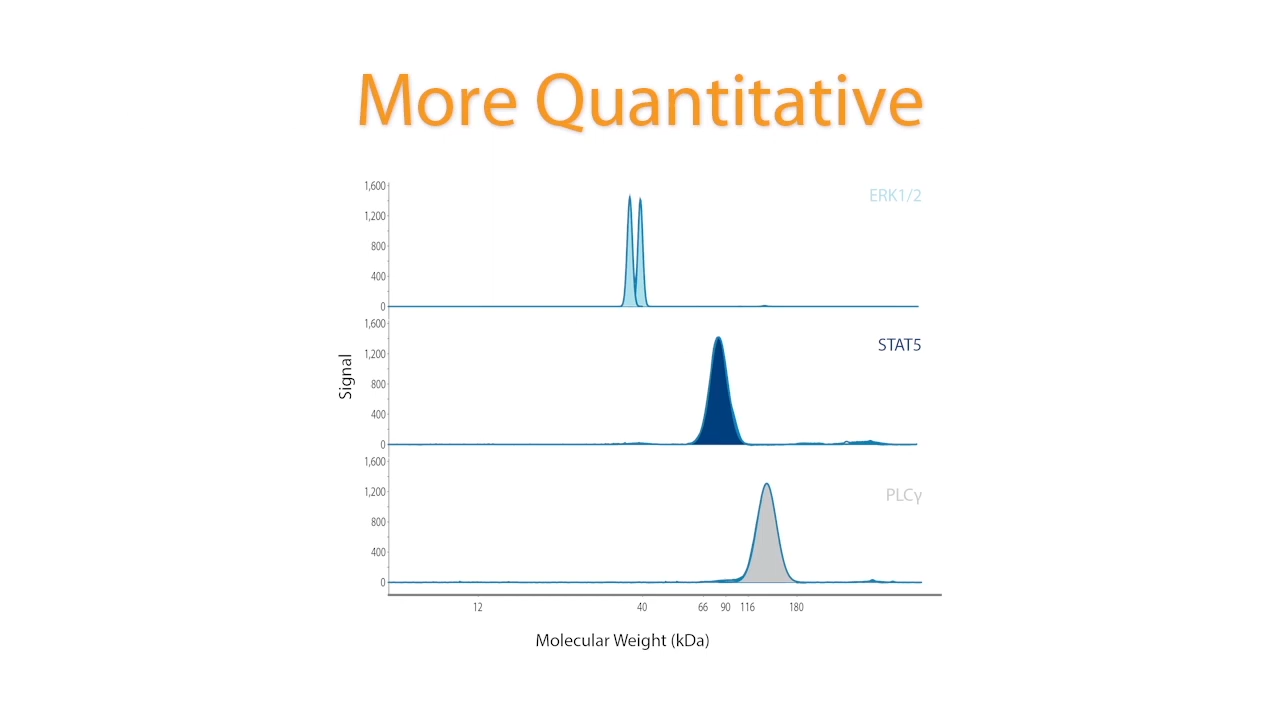 More Quantitative
1,600
1,200
800
400
0
ERK1/2
1,600
1,200
800
400
0
STAT5
1,600
1,200
800
400
0
PLCγ
Signal
12 40 66 90 116 180
Molecular Weight (kDa)